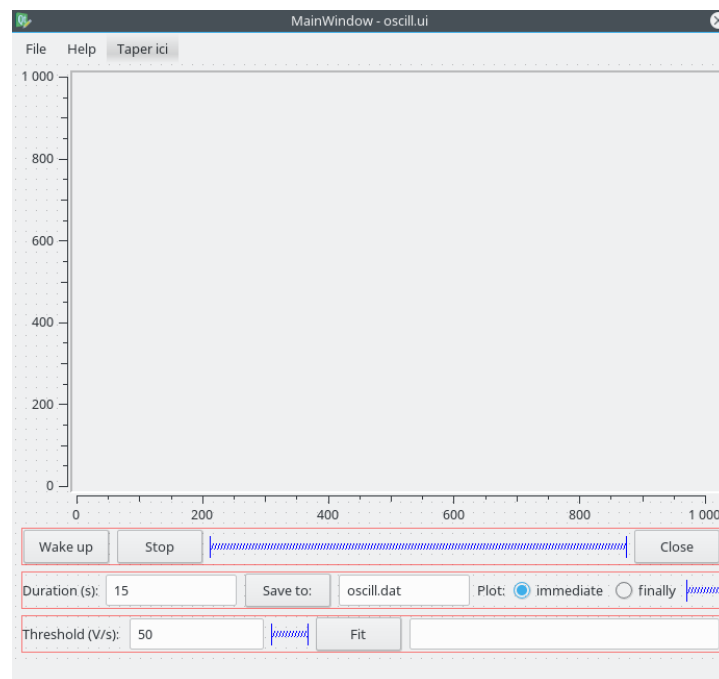 MainWindow - oscill.ui
File Help Taper ici
1 000
800
600
400
200
0
0 200 400 600 800 1 000
Wake up Stop Close
Duration (s): 15 Save to: oscill.dat Plot: immediate finally
Threshold (V/s): 50 Fit